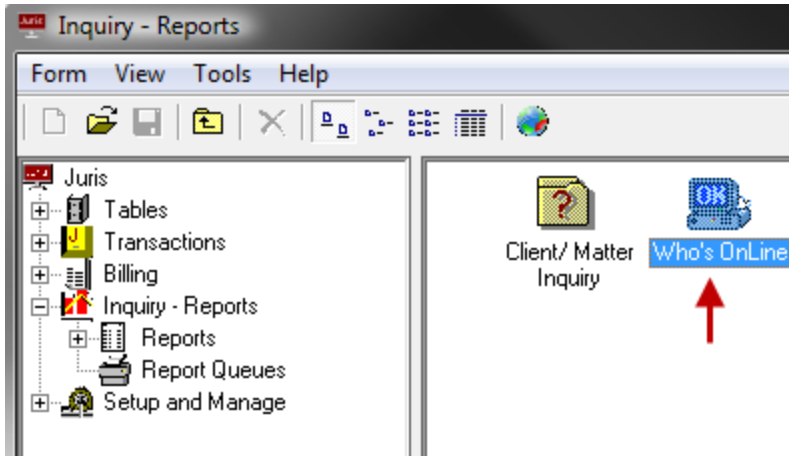 Inquiry - Reports
Form View Tools Help
Juris
Tables
Transactions
Billing
Inquiry - Reports
Reports
Report Queues
Setup and Manage
Client/ Matter
Inquiry
Who's OnLine
OK